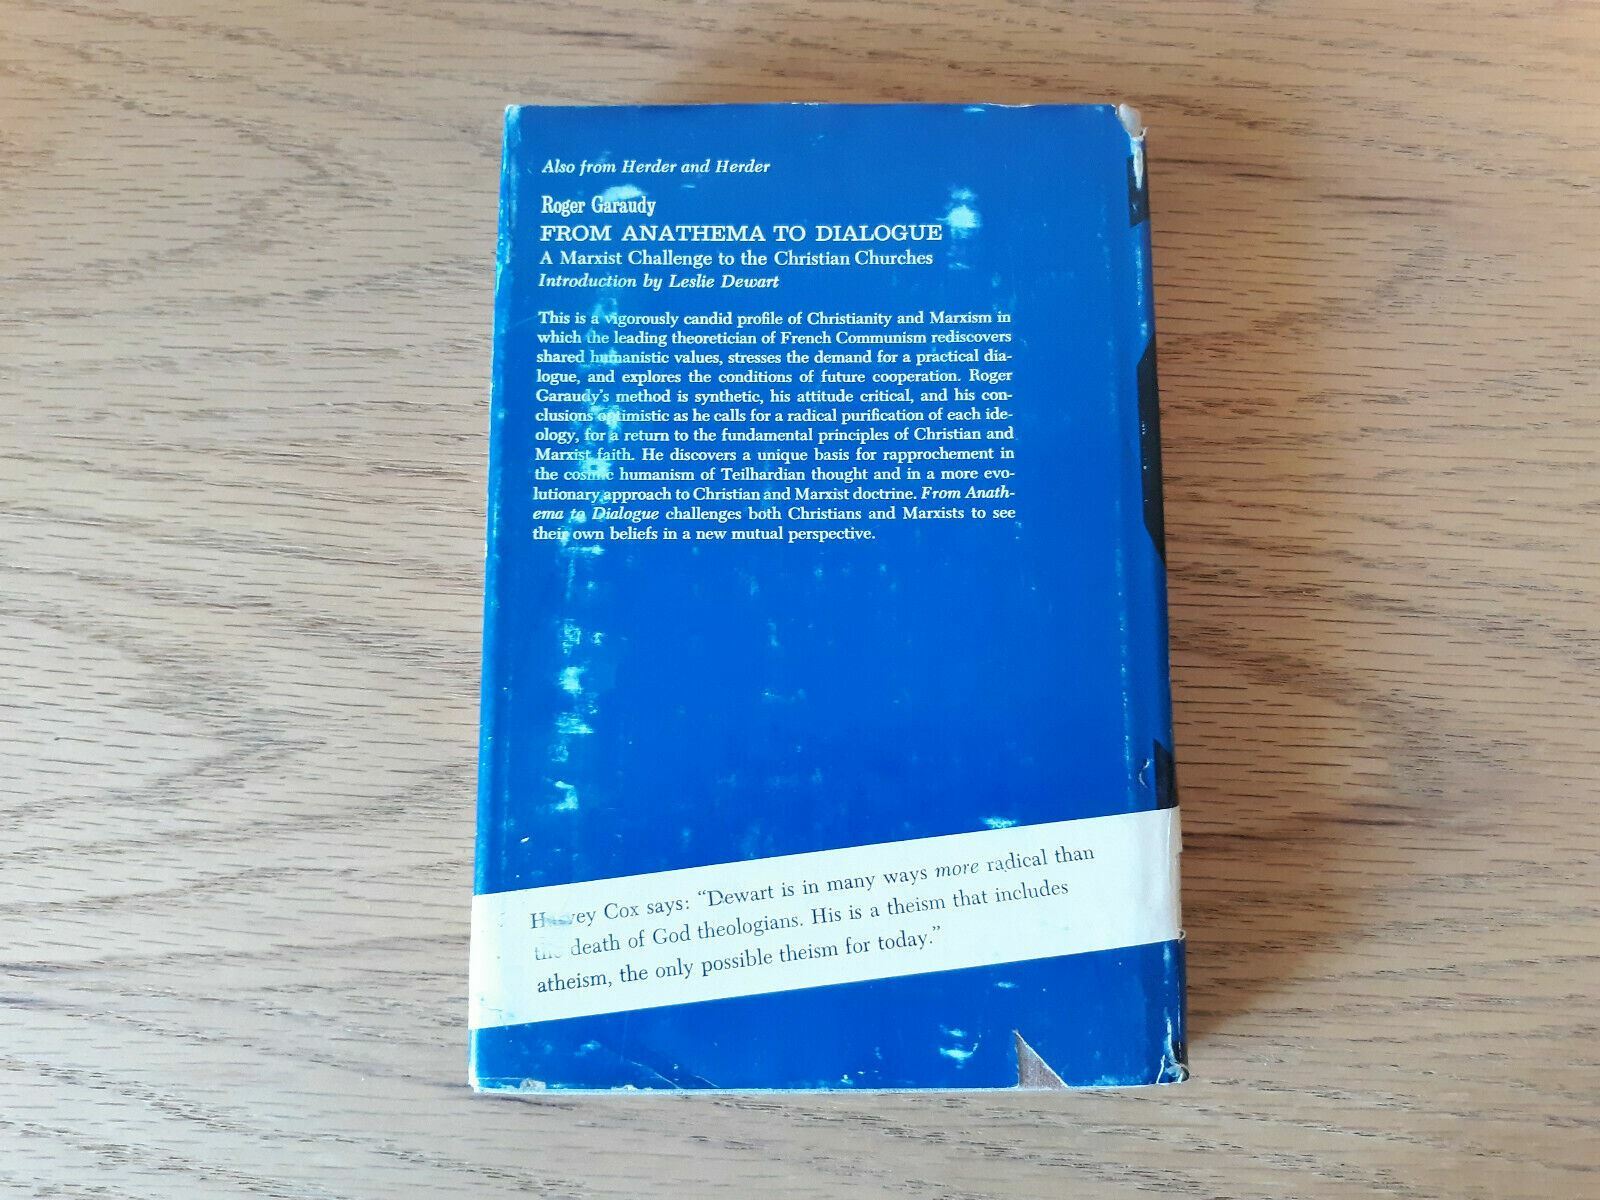 Also from Herder and Herder
Roger Garaudy
FROM ANATHEMA TO DIALOGUE
A Marxist Challenge to the Christian Churches
Introduction by Leslie Dewart
This is a vigorously candid profile of Christianity and Marxism in
which the leading theoretician of French Communism rediscovers
shared humanistic values, stresses the demand for a practical dia-
logue, and explores the conditions of future cooperation. Roger
Garaudy's method is synthetic, his attitude critical, and his con-
clusions optimistic as he calls for a radical purification of each ide-
ology, for a return to the fundamental principles of Christian and
Marxist faith. He discovers a unique basis for rapprochement in
the cosmic humanism of Teilhardian thought and in a more evo-
lutionary approach to Christian and Marxist doctrine. From Anath-
ema to Dialogue challenges both Christians and Marxists to see
their own beliefs in a new mutual perspective.
Harvey Cox says: "Dewart is in many ways more radical than
the death of God theologians. His is a theism that includes
atheism, the only possible theism for today."